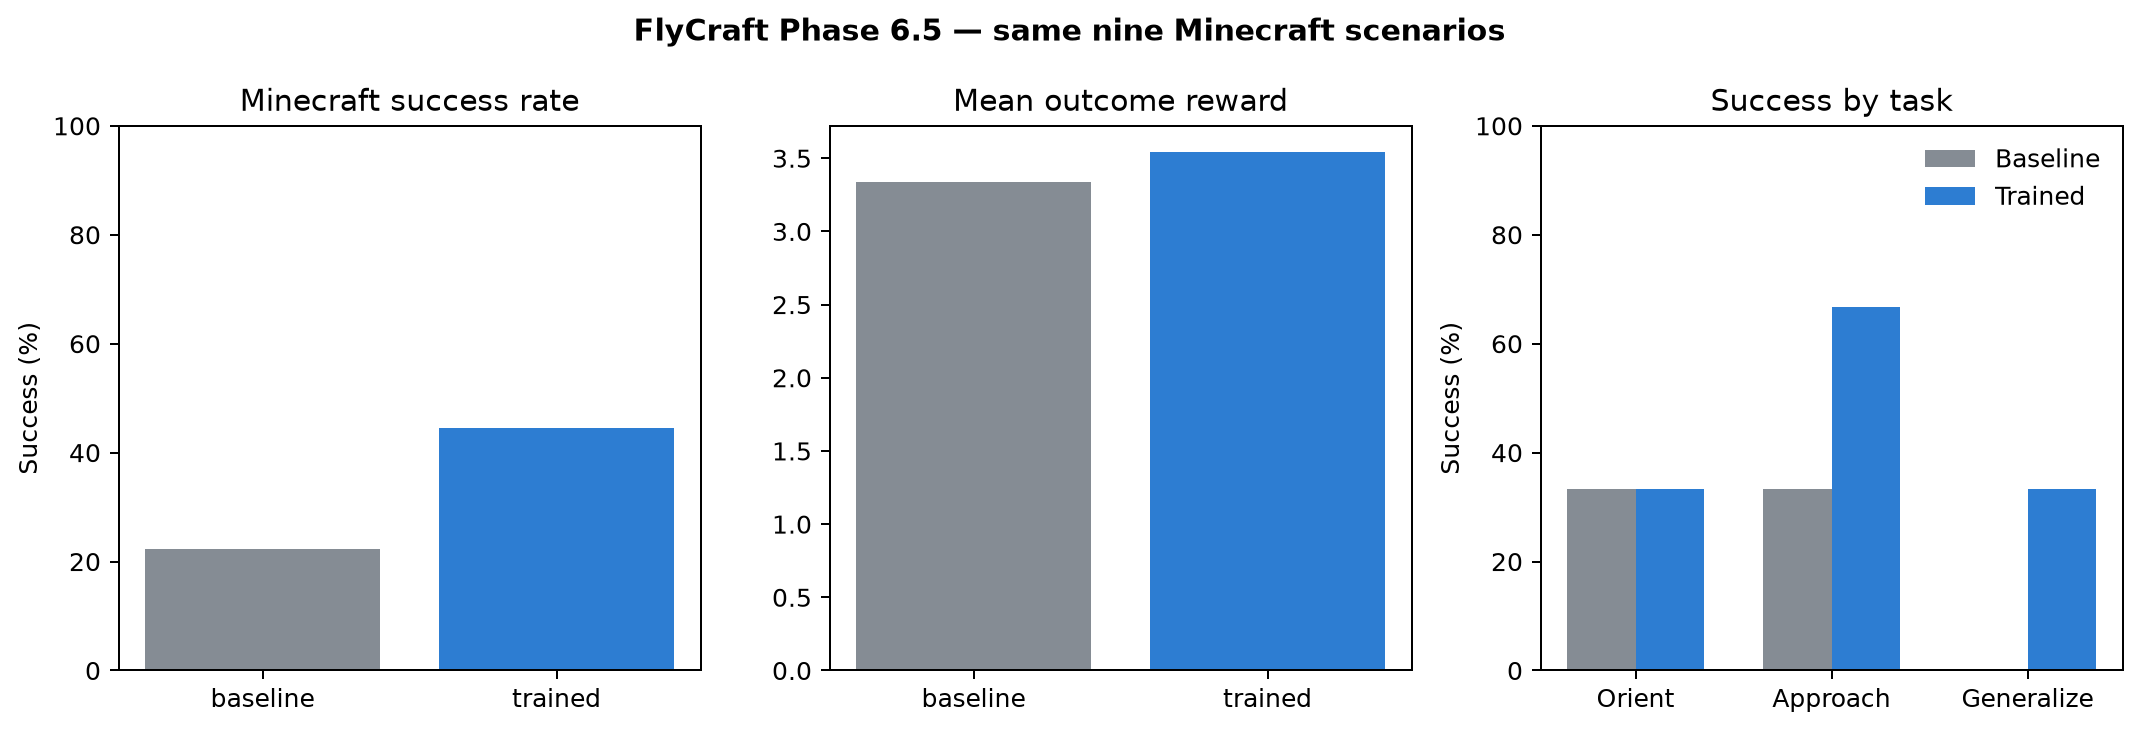 FlyCraft Phase 6.5 — same nine Minecraft scenarios
Minecraft success rate
Success (%)
100
80
60
40
20
0
baseline
trained
Mean outcome reward
3.5
3.0
2.5
2.0
1.5
1.0
0.5
0.0
baseline
trained
Success by task
Success (%)
100
80
60
40
20
0
Baseline
Trained
Orient
Approach
Generalize